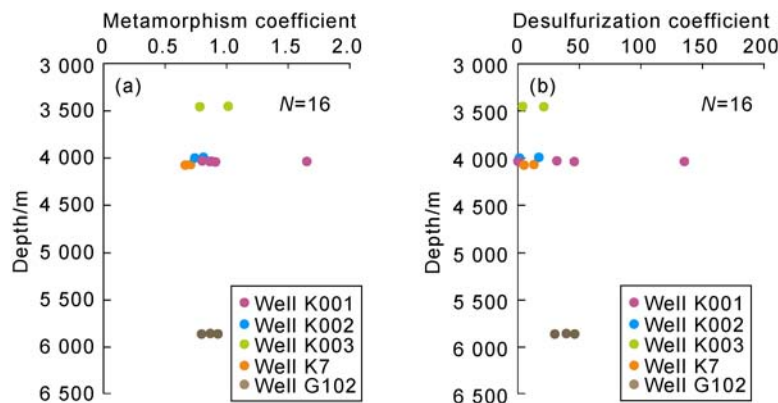 Metamorphism coefficient
0 0.5 1.0 1.5 2.0
3 000
3 500
4 000
4 500
5 000
5 500
6 000
6 500
Depth/m
(a)
N=16
Well K001
Well K002
Well K003
Well K7
Well G102
Desulfurization coefficient
0 50 100 150 200
3 000
3 500
4 000
4 500
5 000
5 500
6 000
6 500
Depth/m
(b)
N=16
Well K001
Well K002
Well K003
Well K7
Well G102